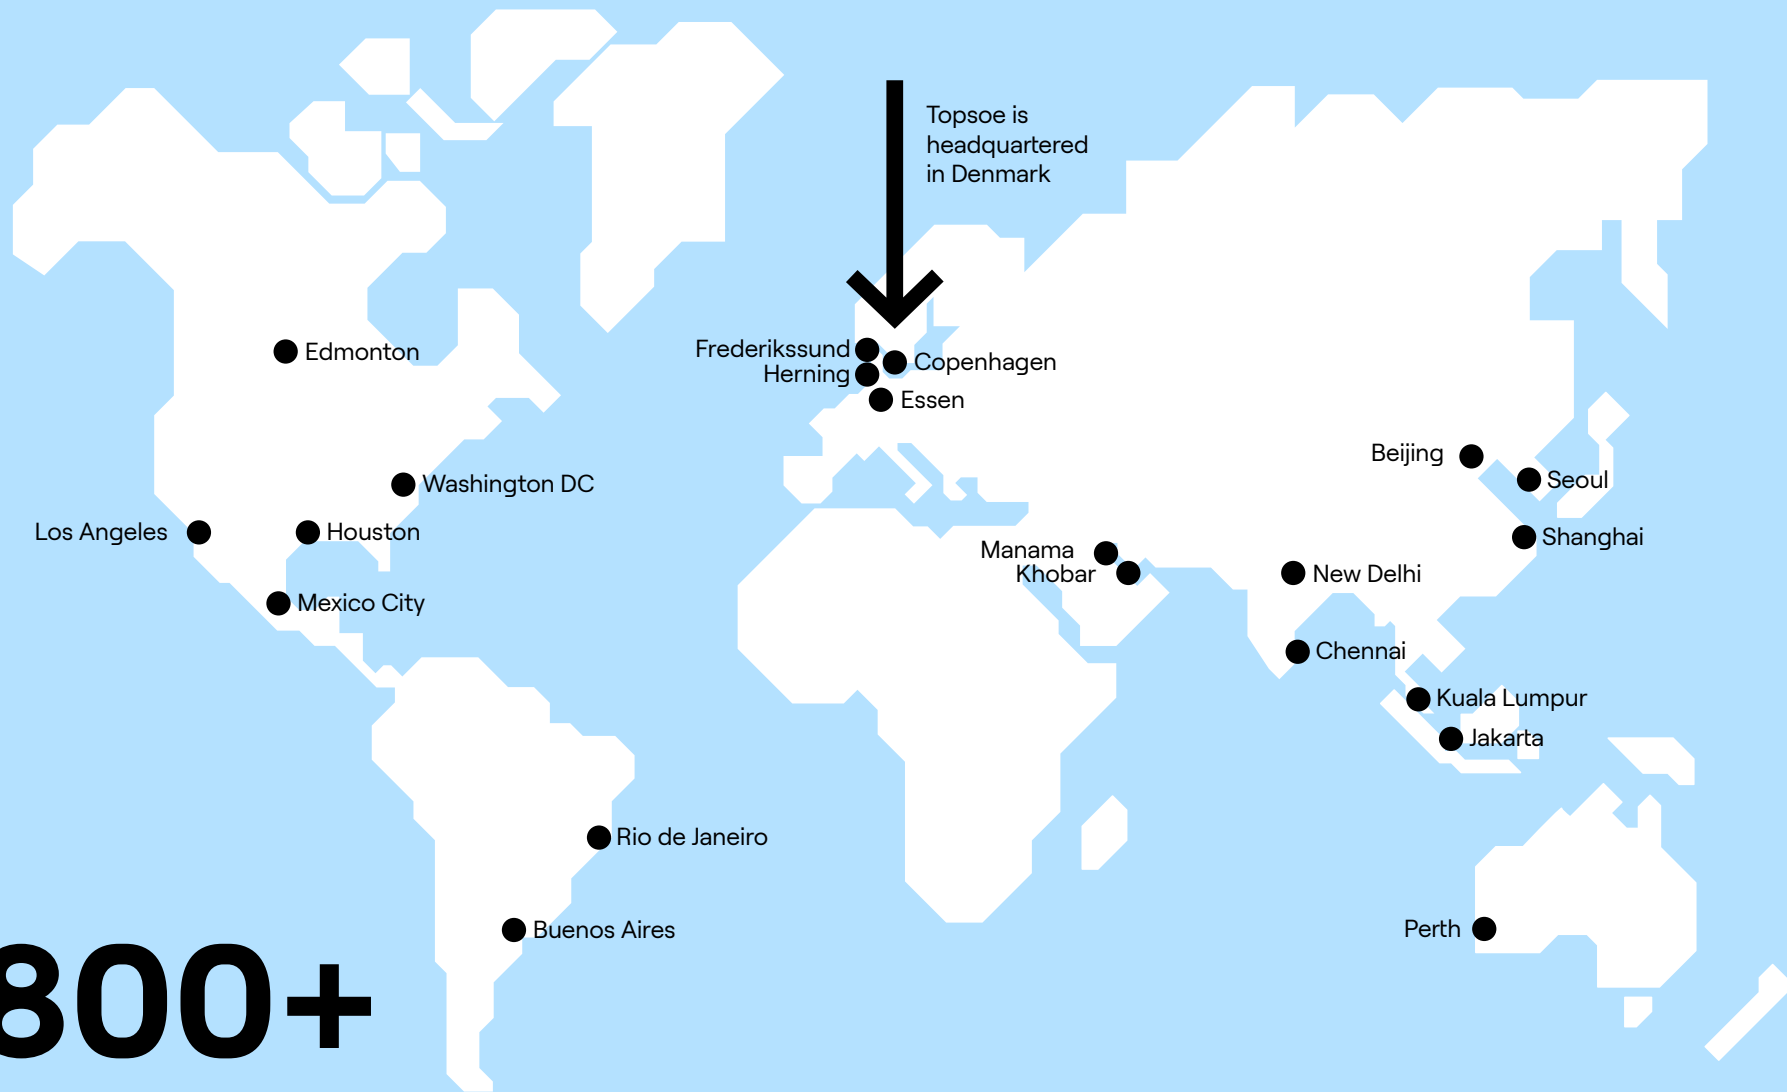 Topsoe is
headquartered
in Denmark
Edmonton
Frederikssund
Copenhagen
Herning
Essen
Washington DC
Beijing
Seoul
Los Angeles
Houston
Shanghai
Manama
Khobar
New Delhi
Mexico City
Chennai
Kuala Lumpur
Jakarta
Rio de Janeiro
Buenos Aires
Perth
800+